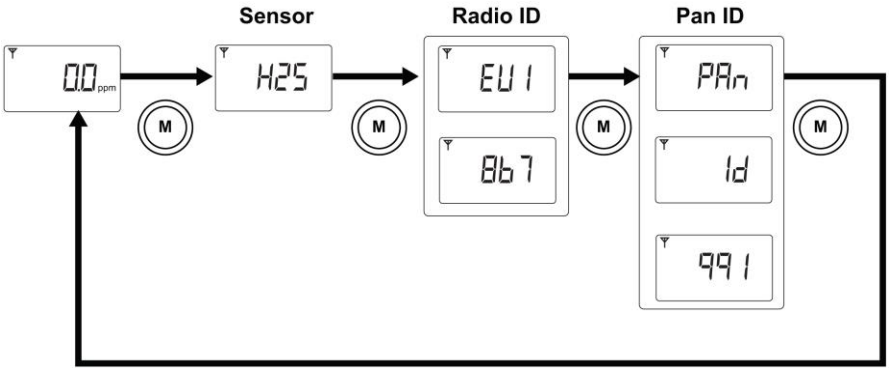 Sensor
Radio ID
Pan ID
0.0 ppm
H2S
EU1
PAn
M
M
M
M
8b7
Id
991